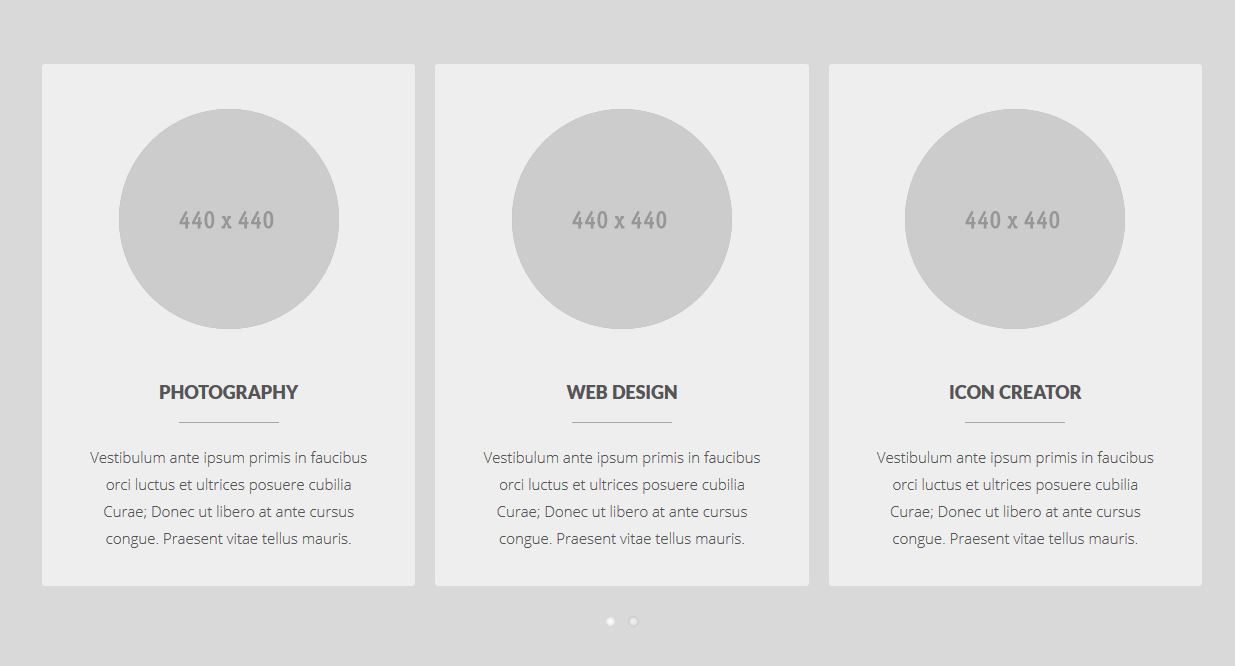 440 x 440
PHOTOGRAPHY
Vestibulum ante ipsum primis in faucibus
orci luctus et ultrices posuere cubilia
Curae; Donec ut libero at ante cursus
congue. Praesent vitae tellus mauris.
440 x 440
WEB DESIGN
Vestibulum ante ipsum primis in faucibus
orci luctus et ultrices posuere cubilia
Curae; Donec ut libero at ante cursus
congue. Praesent vitae tellus mauris.
440 x 440
ICON CREATOR
Vestibulum ante ipsum primis in faucibus
orci luctus et ultrices posuere cubilia
Curae; Donec ut libero at ante cursus
congue. Praesent vitae tellus mauris.